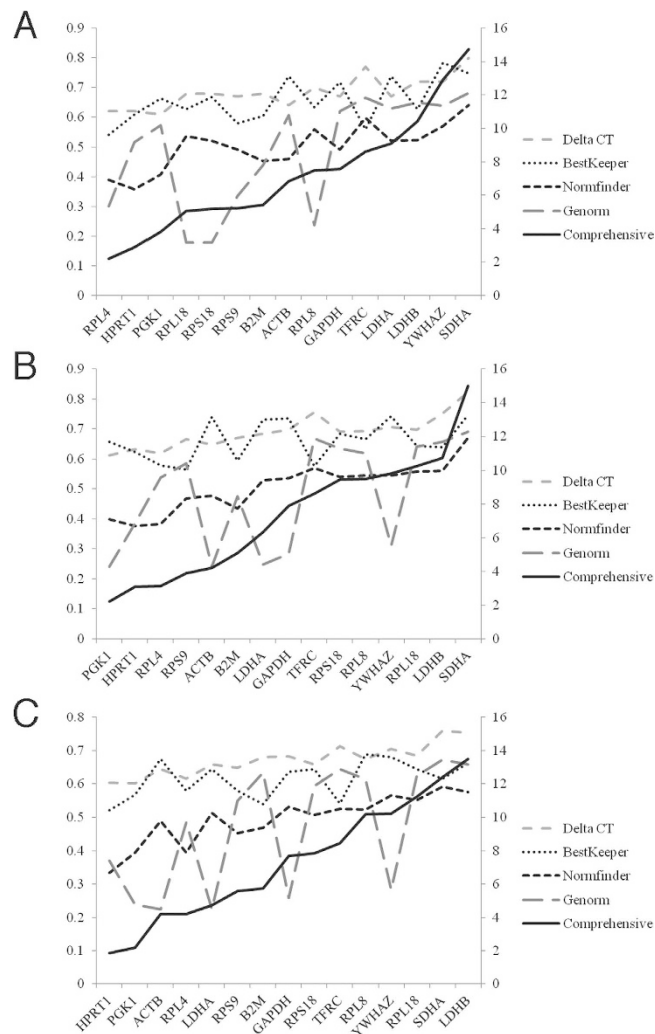 A
0.9
0.8
0.7
0.6
0.5
0.4
0.3
0.2
0.1
0
16
14
12
10
8
6
4
2
0
RPL4
HPRT1
PGK1
RPL18
RPS18
RPS9
B2M
ACTB
RPL8
GAPDH
TFRC
LDHA
LDHB
YWHAZ
SDHA
Delta CT
BestKeeper
Normfinder
Genorm
Comprehensive
B
0.9
0.8
0.7
0.6
0.5
0.4
0.3
0.2
0.1
0
16
14
12
10
8
6
4
2
0
PGK1
HPRT1
RPL4
RPS9
ACTB
B2M
LDHA
GAPDH
TFRC
RPS18
RPL8
YWHAZ
RPL18
LDHB
SDHA
Delta CT
BestKeeper
Normfinder
Genorm
Comprehensive
C
0.8
0.7
0.6
0.5
0.4
0.3
0.2
0.1
0
16
14
12
10
8
6
4
2
0
HPRT1
PGK1
ACTB
RPL4
LDHA
RPS9
B2M
GAPDH
RPS18
TFRC
RPL8
YWHAZ
RPL18
SDHA
LDHB
Delta CT
BestKeeper
Normfinder
Genorm
Comprehensive